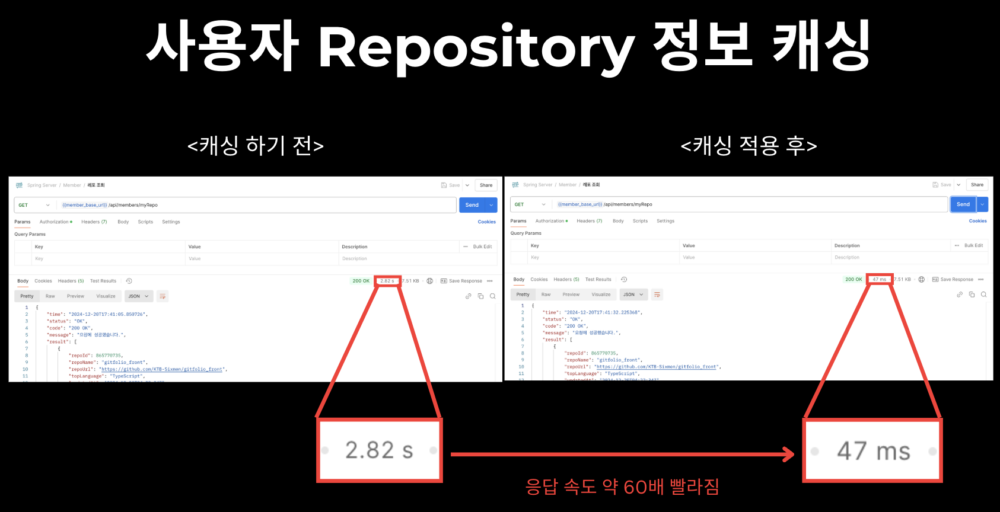 사용자 Repository 정보 캐싱
<캐싱 하기 전>
Spring Server / Member / 레포 조회
Save
Share
GET
{{member_base_url}} /api/members/myRepo
Send
Params Authorization Headers (7) Body Scripts Settings
Cookies
Query Params
Key Value Description ••• Bulk Edit
Key Value Description
Body Cookies Headers (5) Test Results
200 OK 2.82 s 7.51 KB Save Response •••
Pretty Raw Preview Visualize JSON
1 {
2 "time": "2024-12-20T17:41:05.850726",
3 "status": "OK",
4 "code": "200 OK",
5 "message": "요청에 성공했습니다.",
6 "result": [
7 {
8 "repoId": 865770735,
9 "repoName": "gitfolio_front",
10 "repoUrl": "https://github.com/KTB-Sixmen/gitfolio_front",
11 "topLanguage": "TypeScript",
<캐싱 적용 후>
Spring Server / Member / 레포 조회
Save
Share
GET
{{member_base_url}} /api/members/myRepo
Send
Params Authorization Headers (7) Body Scripts Settings
Cookies
Query Params
Key Value Description ••• Bulk Edit
Key Value Description
Body Cookies Headers (5) Test Results
200 OK 47 ms 7.51 KB Save Response •••
Pretty Raw Preview Visualize JSON
1 {
2 "time": "2024-12-20T17:41:32.225368",
3 "status": "OK",
4 "code": "200 OK",
5 "message": "요청에 성공했습니다.",
6 "result": [
7 {
8 "repoId": 865770735,
9 "repoName": "gitfolio_front",
10 "repoUrl": "https://github.com/KTB-Sixmen/gitfolio_front",
11 "topLanguage": "TypeScript",
2.82 s
47 ms
응답 속도 약 60배 빨라짐